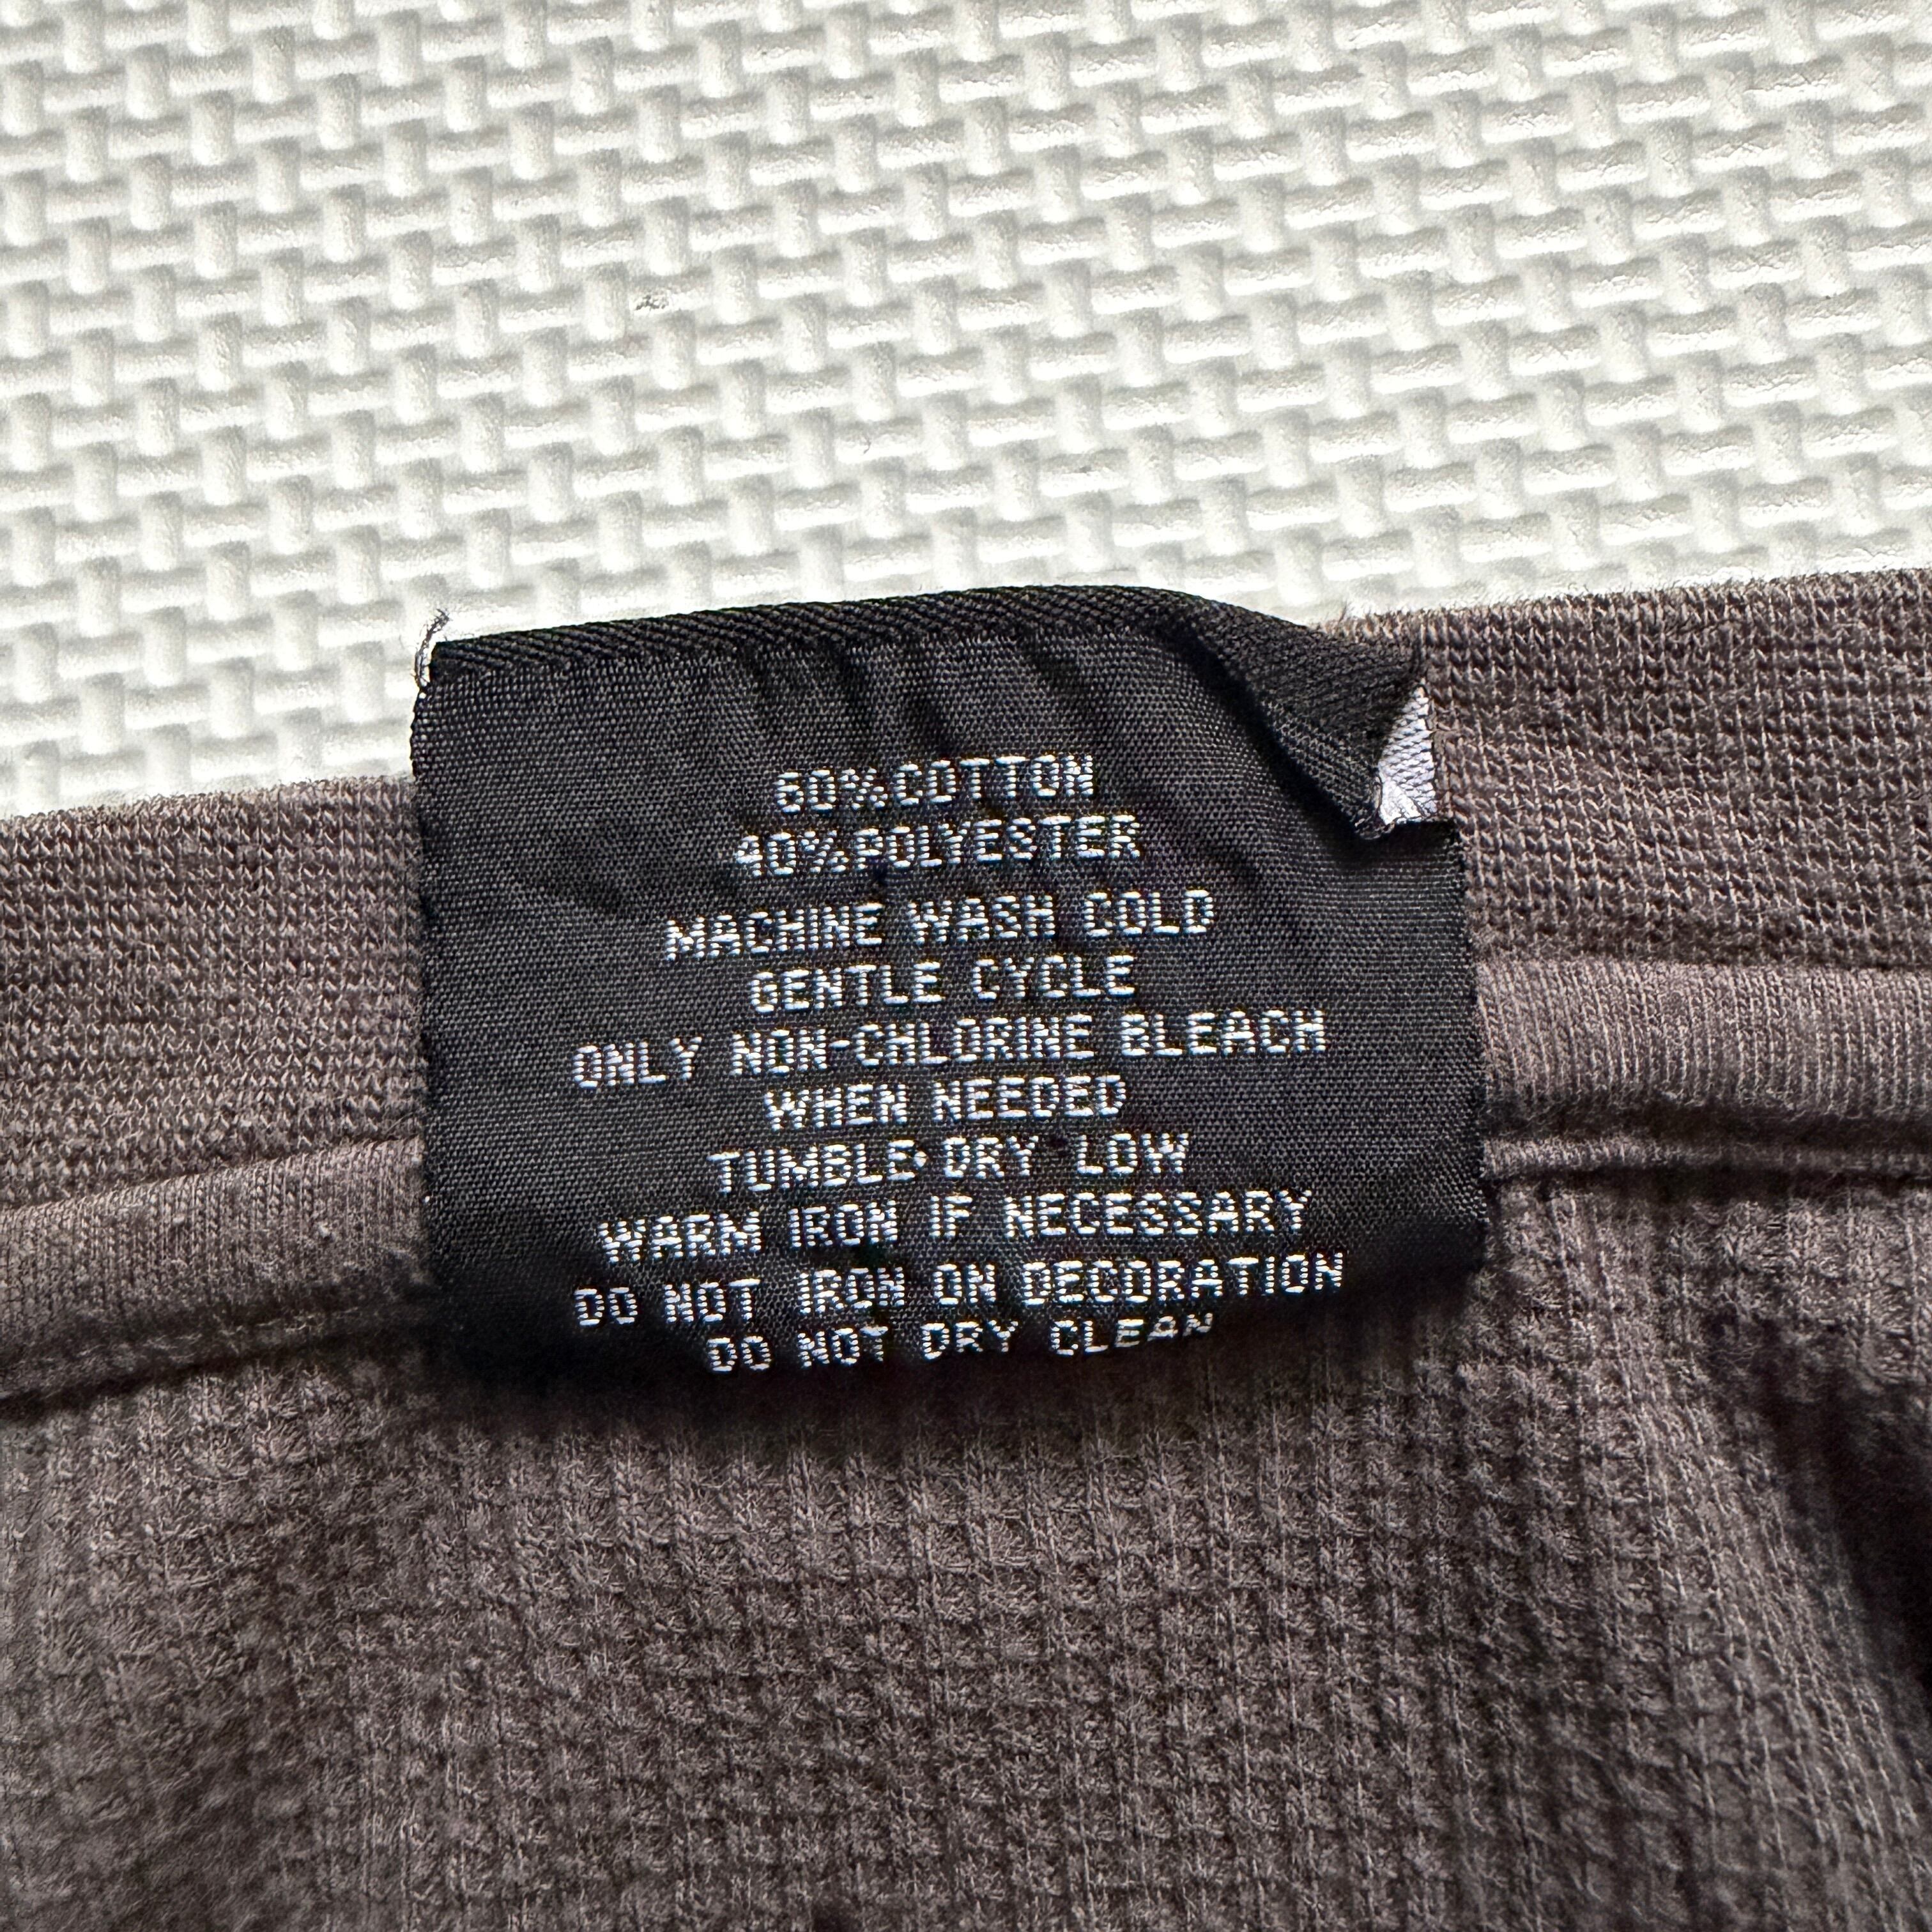 60%COTTON
40%POLYESTER
MACHINE WASH COLD
GENTLE CYCLE
ONLY NON-CHLORINE BLEACH
WHEN NEEDED
TUMBLE DRY LOW
WARM IRON IF NECESSARY
DO NOT IRON ON DECORATION
DO NOT DRY CLEAN